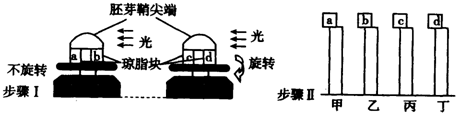 胚芽鞘尖端
光
光
a b 琼脂块 c d
不旋转
旋转
步骤Ⅰ
a b c d
步骤Ⅱ
甲 乙 丙 丁